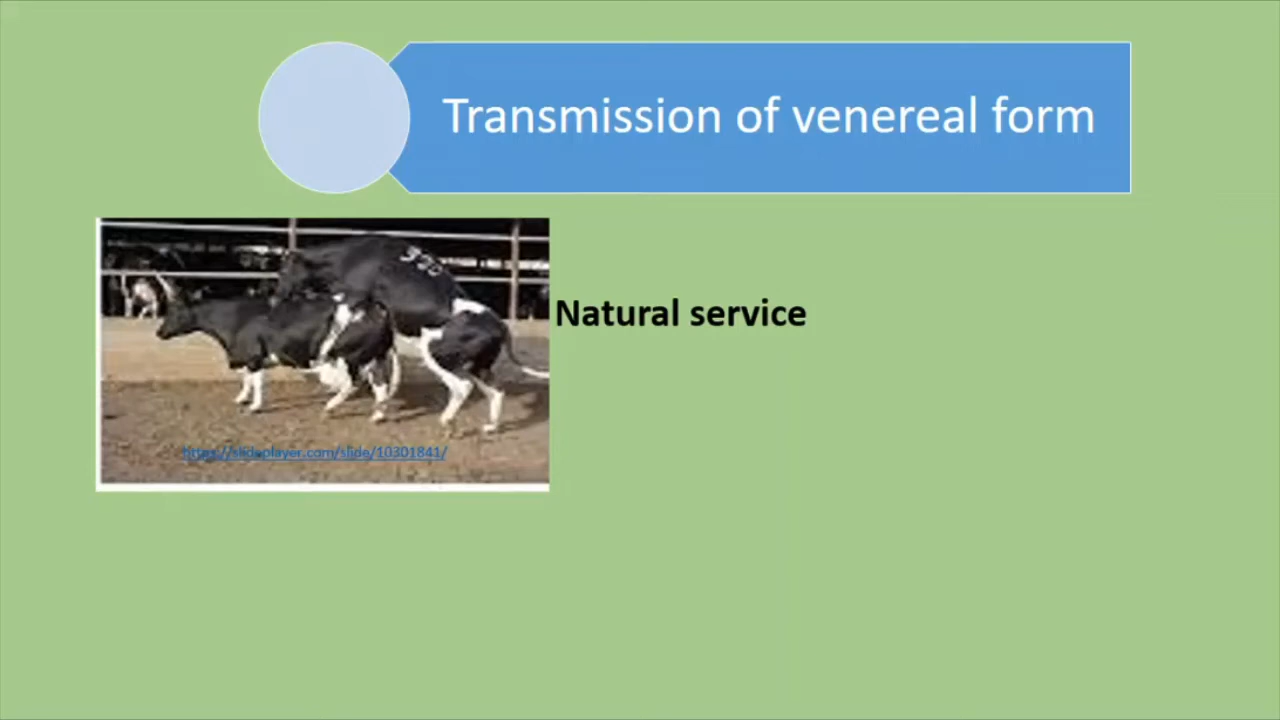 Transmission of venereal form
Natural service
https://slideplayer.com/slide/10301841/